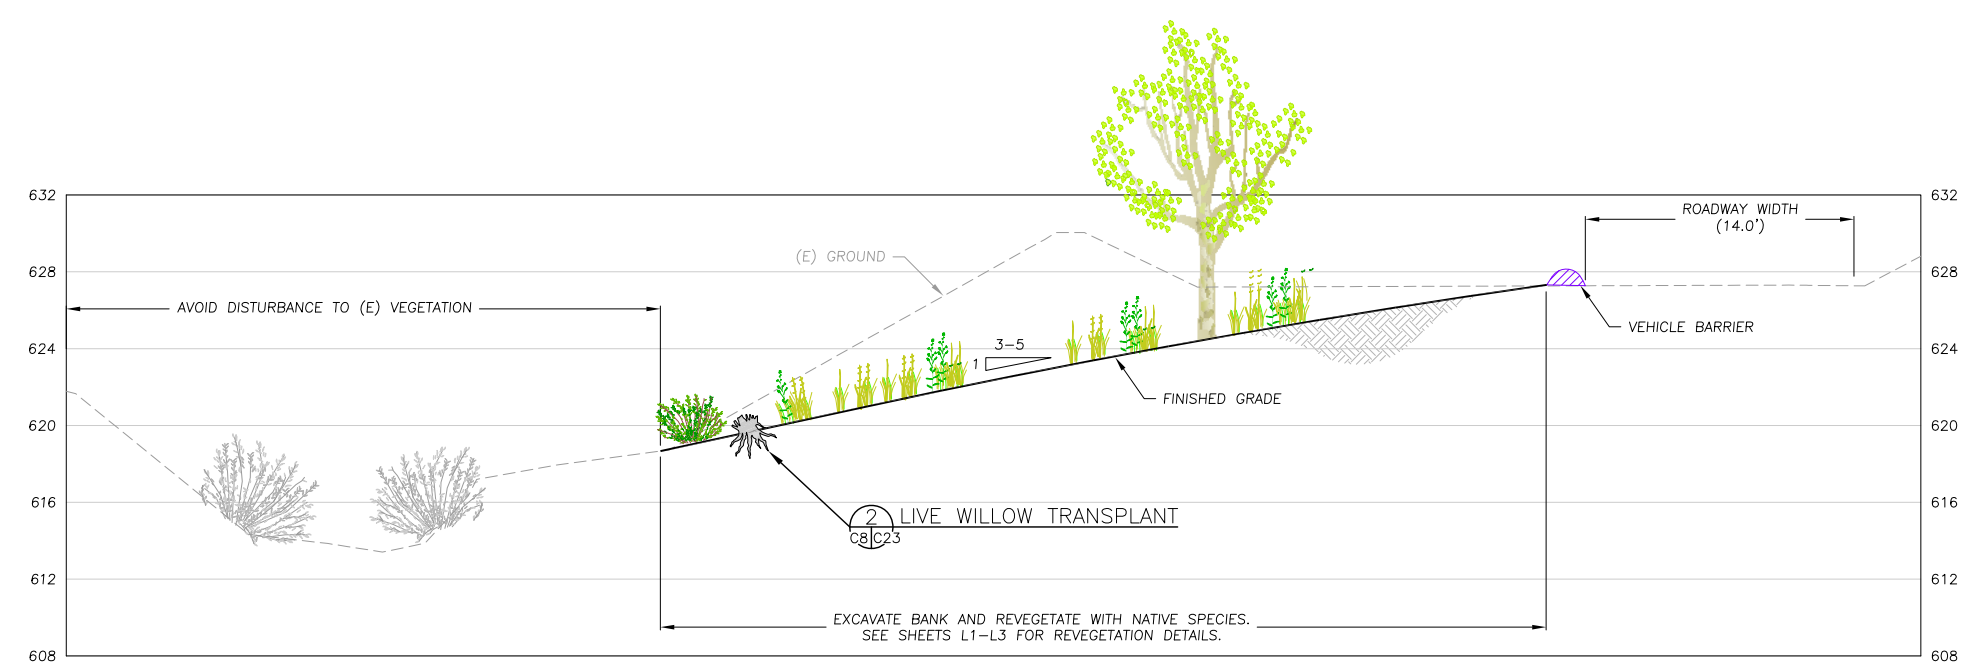 632
632
ROADWAY WIDTH
(14.0')
(E) GROUND
628
628
AVOID DISTURBANCE TO (E) VEGETATION
VEHICLE BARRIER
624
624
3-5
1
FINISHED GRADE
620
620
616
616
2
LIVE WILLOW TRANSPLANT
C8 C23
612
612
EXCAVATE BANK AND REVEGETATE WITH NATIVE SPECIES.
SEE SHEETS L1-L3 FOR REVEGETATION DETAILS.
608
608